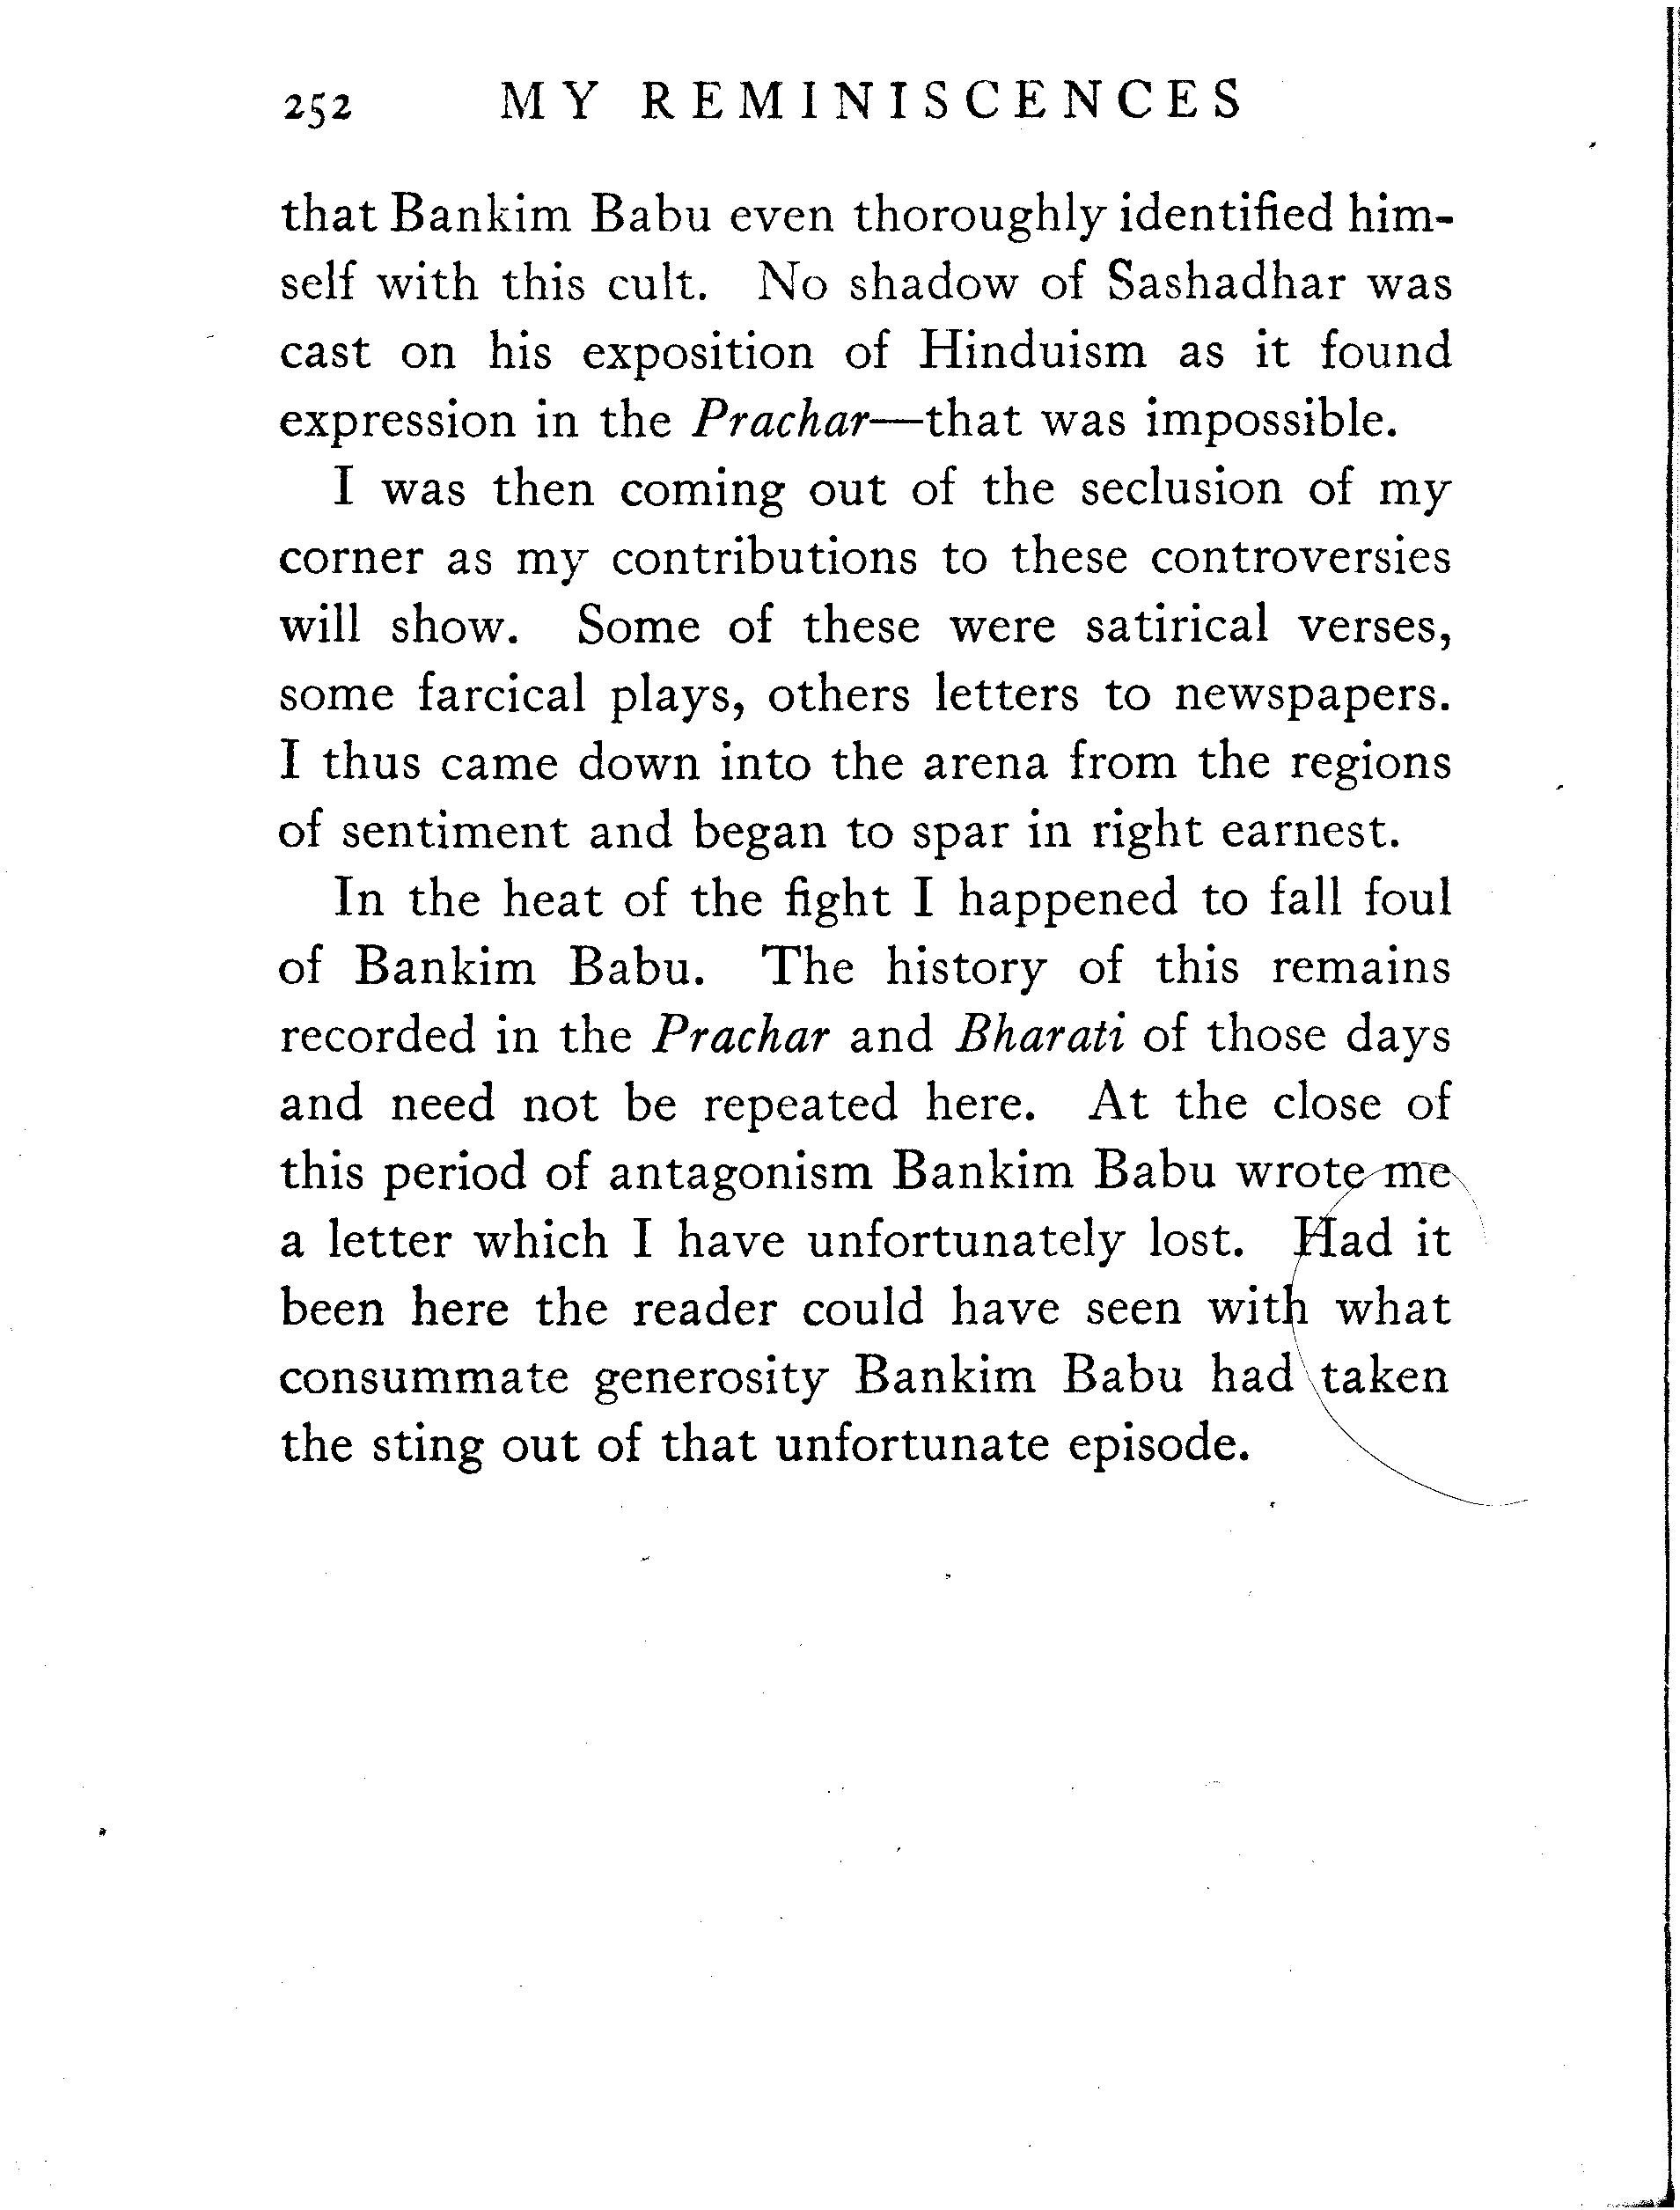 252 MY REMINISCENCES
that Bankim Babu even thoroughly identified him-
self with this cult. No shadow of Sashadhar was
cast on his exposition of Hinduism as it found
expression in the Prachar—that was impossible.
I was then coming out of the seclusion of my
corner as my contributions to these controversies
will show. Some of these were satirical verses,
some farcical plays, others letters to newspapers.
I thus came down into the arena from the regions
of sentiment and began to spar in right earnest.
In the heat of the fight I happened to fall foul
of Bankim Babu. The history of this remains
recorded in the Prachar and Bharati of those days
and need not be repeated here. At the close of
this period of antagonism Bankim Babu wrote me
a letter which I have unfortunately lost. Had it
been here the reader could have seen with what
consummate generosity Bankim Babu had taken
the sting out of that unfortunate episode.